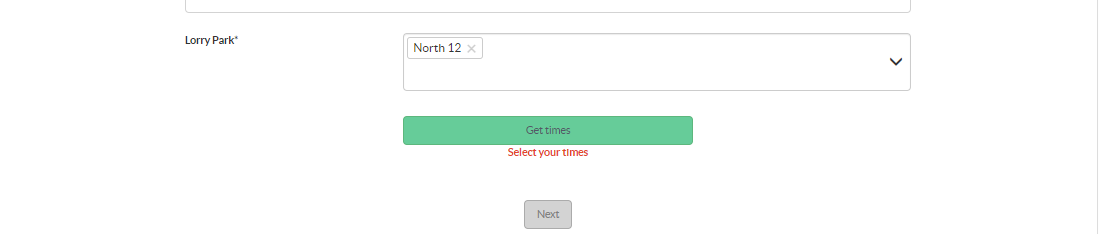 Lorry Park*
North 12 ×
Get times
Select your times
Next